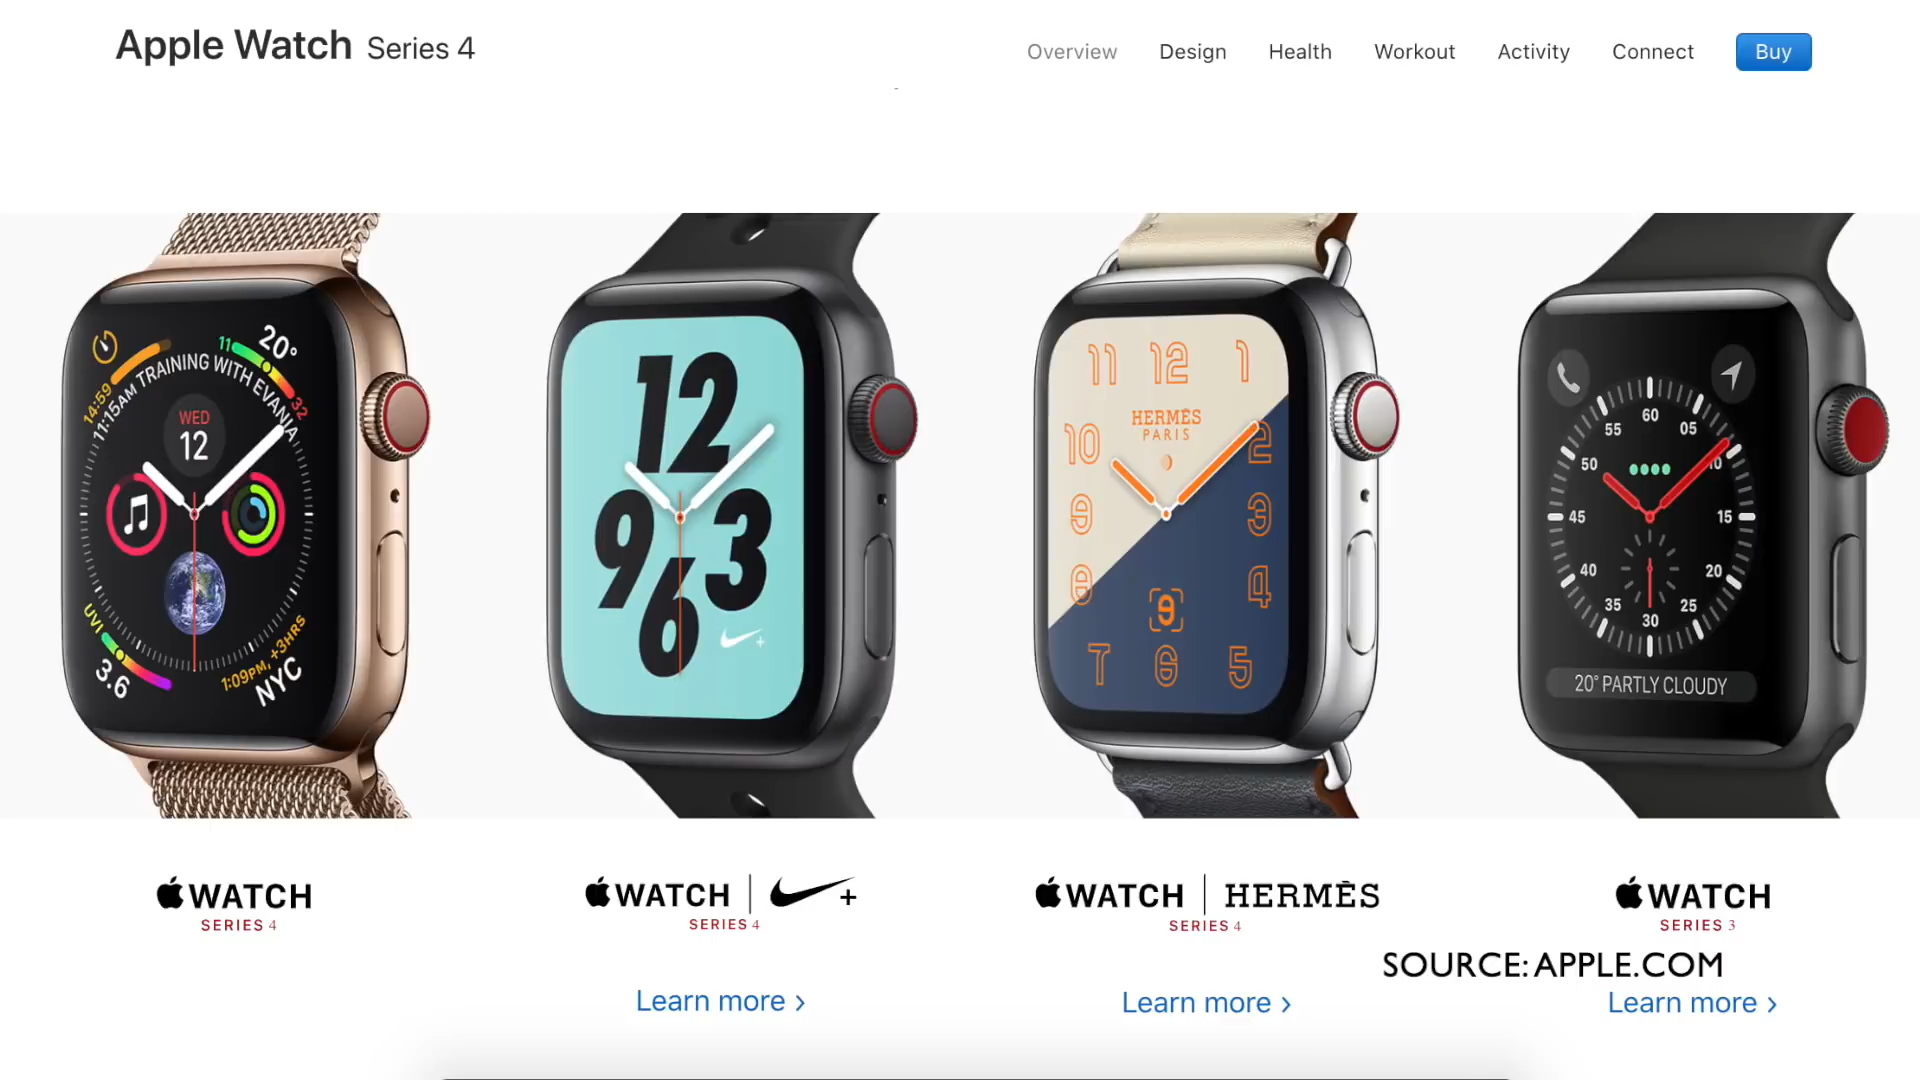 Apple Watch Series 4
Overview Design Health Workout Activity Connect Buy
14:59
11:15AM TRAINING WITH EVANIA
11 20° 32
WED
12
UVI 3.6
1:09PM, +3HRS
NYC
12
9 3
6
11 12 1
HERMÈS
PARIS
10 2
9 3
8 4
9
7 6 5
60
55 05
50 10
45 15
40 20
35 25
30
20° PARTLY CLOUDY
WATCH
SERIES 4
WATCH | +
SERIES 4
WATCH | HERMÈS
SERIES 4
WATCH
SERIES 3
SOURCE: APPLE.COM
Learn more ›
Learn more ›
Learn more ›